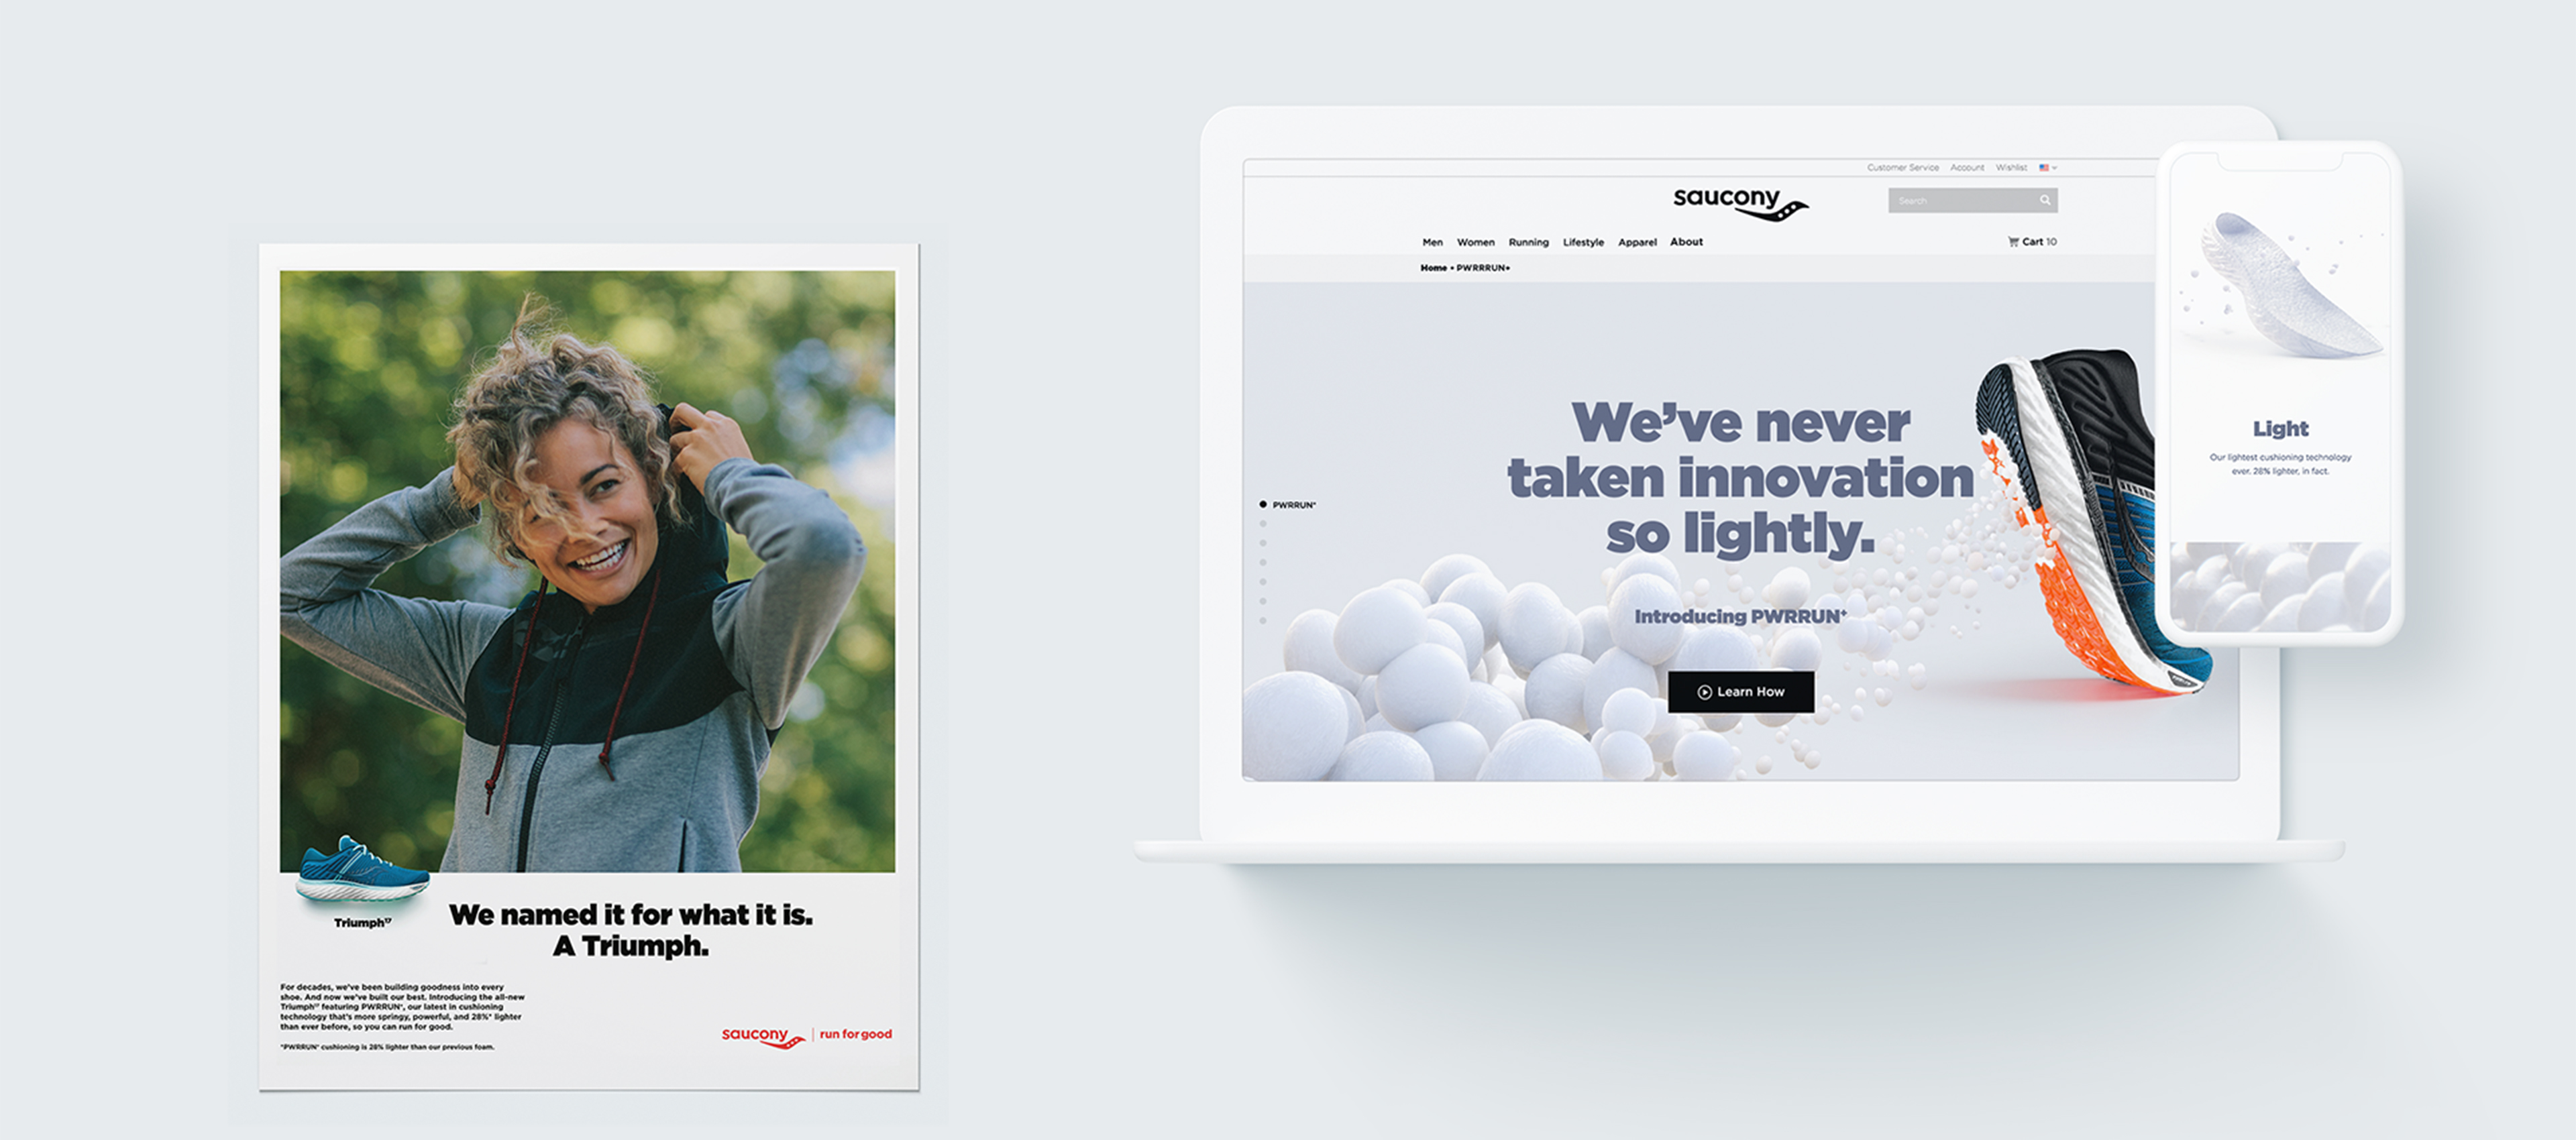 Triumph¹⁷
We named it for what it is.
A Triumph.
For decades, we've been building goodness into every
shoe. And now we've built our best. Introducing the all-new
Triumph¹⁷ featuring PWRRUN⁺, our latest in cushioning
technology that's more springy, powerful, and 28%* lighter
than ever before, so you can run for good.
*PWRRUN⁺ cushioning is 28% lighter than our previous foam.
saucony | run for good
Customer Service Account Wishlist
saucony
Search
Men Women Running Lifestyle Apparel About
Cart 10
Home • PWRRRUN+
We've never
taken innovation
so lightly.
PWRRUN⁺
Introducing PWRRUN⁺
Learn How
Light
Our lightest cushioning technology
ever. 28% lighter, in fact.